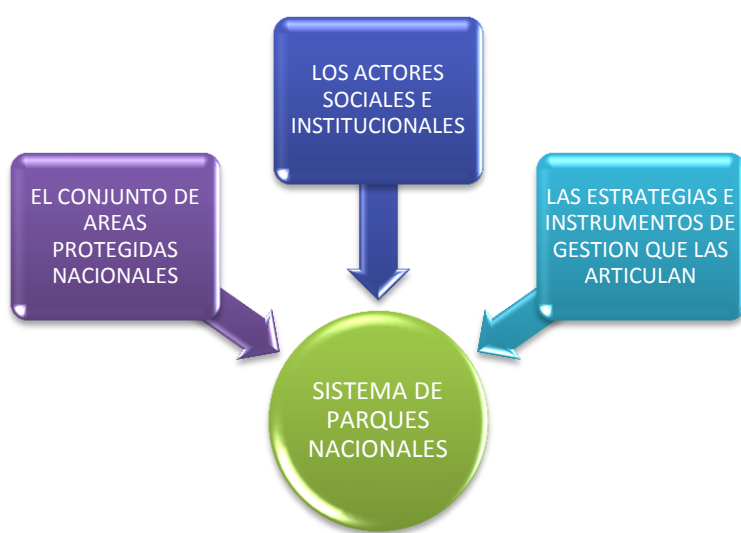 LOS ACTORES
SOCIALES E
INSTITUCIONALES
EL CONJUNTO DE
AREAS
PROTEGIDAS
NACIONALES
LAS ESTRATEGIAS E
INSTRUMENTOS DE
GESTION QUE LAS
ARTICULAN
SISTEMA DE
PARQUES
NACIONALES